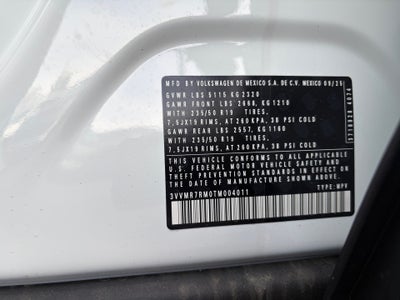 MFD BY VOLKSWAGEN DE MEXICO S.A. DE C.V. MEXICO 09/25
GVWR LBS 5115 KG 2320
GAWR FRONT LBS 2668, KG 1210
WITH 235/50 R19 TIRES,
7.5JX19 RIMS, AT 260 KPA, 38 PSI COLD
GAWR REAR LBS 2557, KG 1160
WITH 235/50 R19 TIRES,
7.5JX19 RIMS, AT 260 KPA, 38 PSI COLD
THIS VEHICLE CONFORMS TO ALL APPLICABLE
U.S. FEDERAL MOTOR VEHICLE SAFETY AND
THEFT PREVENTION STANDARDS IN EFFECT ON
THE DATE OF MANUFACTURE SHOWN ABOVE.
3VVMR7RM0TM004011 TYPE: MPV